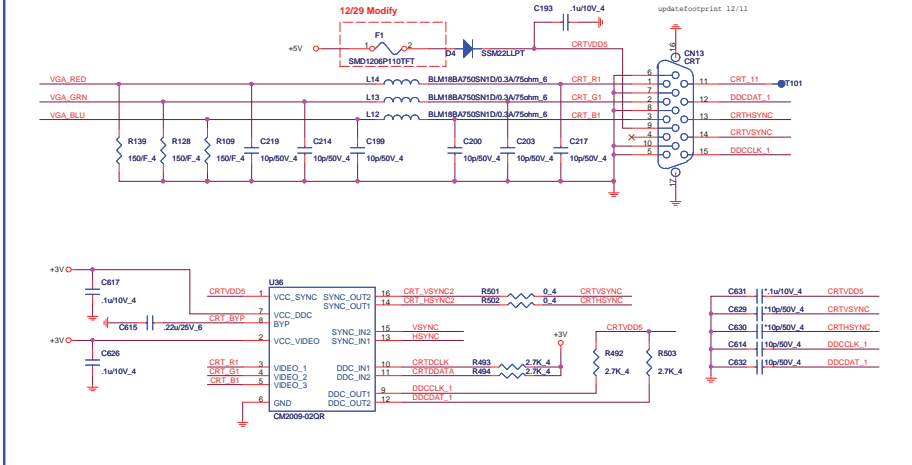 12/29 Modify
C193 .1u/10V_4
updatefootprint 12/11
F1
+5V 1 2 D4 SSM22LLPT CRTVDD5
SMD1206P110TFT
16
CN13
CRT
VGA_RED L14 BLM18BA750SN1D/0.3A/75ohm_6 CRT_R1
VGA_GRN L13 BLM18BA750SN1D/0.3A/75ohm_6 CRT_G1
VGA_BLU L12 BLM18BA750SN1D/0.3A/75ohm_6 CRT_B1
6
1 11 CRT_11 T101
7
2 12 DDCDAT_1
8
3 13 CRTHSYNC
9
4 14 CRTVSYNC
10
5 15 DDCCLK_1
17
R139 R128 R109 C219 C214 C199 C200 C203 C217
150/F_4 150/F_4 150/F_4 10p/50V_4 10p/50V_4 10p/50V_4 10p/50V_4 10p/50V_4 10p/50V_4
+3V
C617
.1u/10V_4
C615 .22u/25V_6 CRT_BYP
+3V
C626
.1u/10V_4
U36
CRTVDD5 1 VCC_SYNC SYNC_OUT2 16 CRT_VSYNC2 R501 0_4 CRTVSYNC
SYNC_OUT1 14 CRT_HSYNC2 R502 0_4 CRTHSYNC
7 VCC_DDC
8 BYP
SYNC_IN2 15 VSYNC
2 VCC_VIDEO SYNC_IN1 13 HSYNC
+3V
CRT_R1 3 VIDEO_1 DDC_IN1 10 CRTDCLK R493 2.7K_4
CRT_G1 4 VIDEO_2 DDC_IN2 11 CRTDDATA R494 2.7K_4
CRT_B1 5 VIDEO_3
DDC_OUT1 9 DDCCLK_1
6 GND DDC_OUT2 12 DDCDAT_1
CM2009-02QR
CRTVDD5
R492 R503
2.7K_4 2.7K_4
C631 *.1u/10V_4 CRTVDD5
C629 *10p/50V_4 CRTVSYNC
C630 *10p/50V_4 CRTHSYNC
C614 10p/50V_4 DDCCLK_1
C632 10p/50V_4 DDCDAT_1